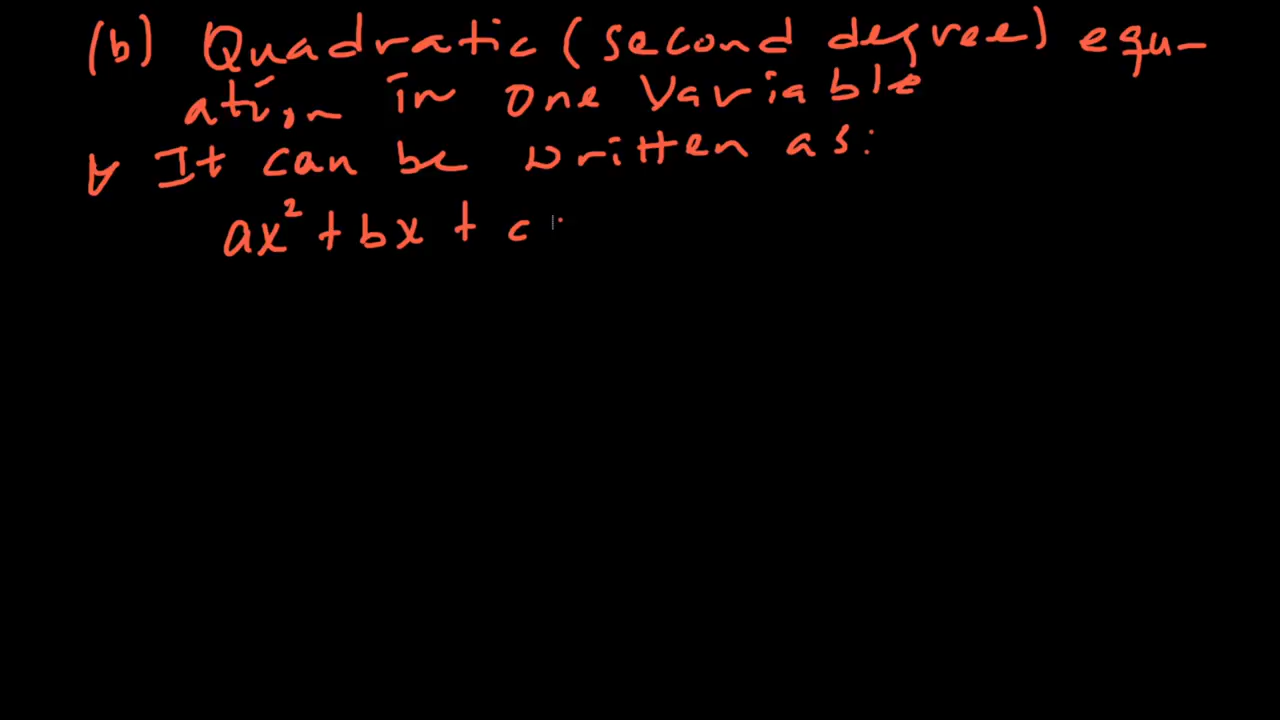 (b) Quadratic (second degree) equ-
ation in one variable
It can be written as:
ax² + bx + c